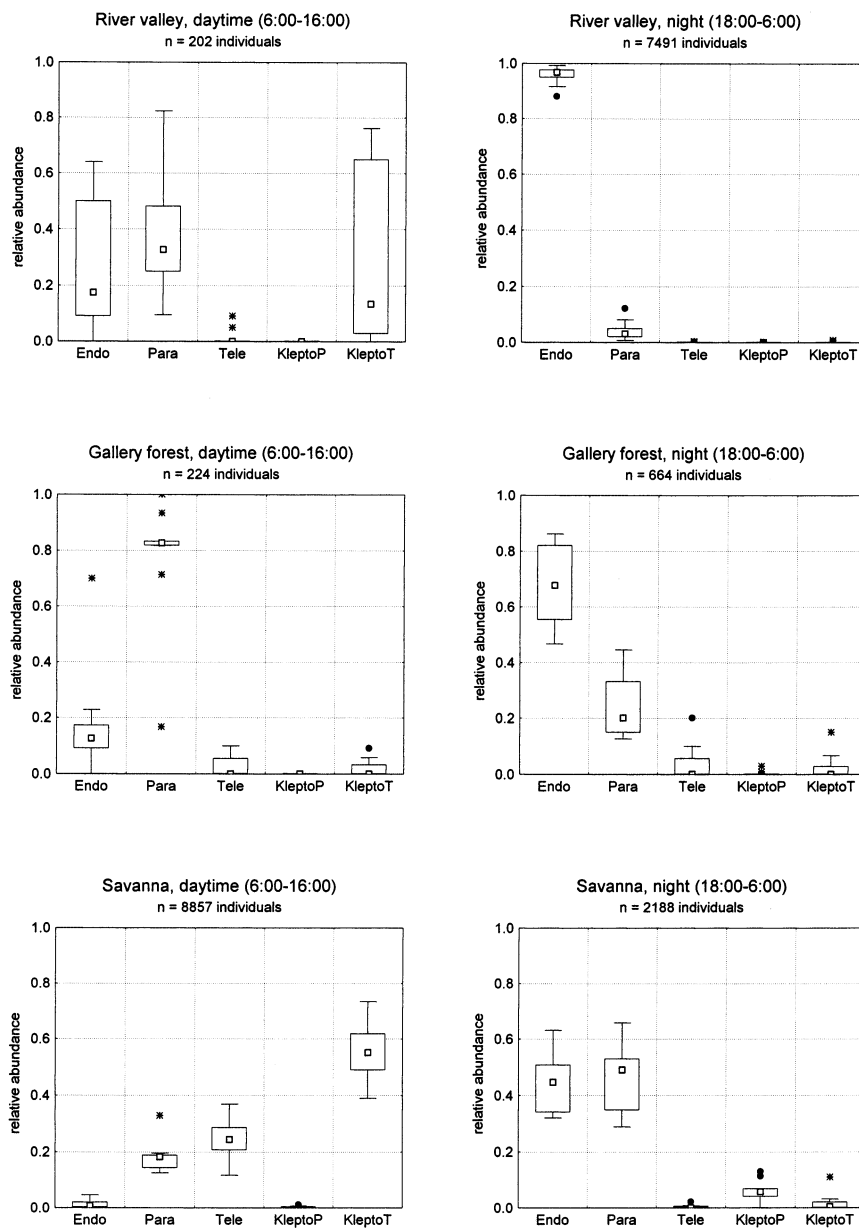 River valley, daytime (6:00-16:00)
n = 202 individuals
relative abundance
1.0
0.8
0.6
0.4
0.2
0.0
Endo Para Tele KleptoP KleptoT
River valley, night (18:00-6:00)
n = 7491 individuals
relative abundance
1.0
0.8
0.6
0.4
0.2
0.0
Endo Para Tele KleptoP KleptoT
Gallery forest, daytime (6:00-16:00)
n = 224 individuals
relative abundance
1.0
0.8
0.6
0.4
0.2
0.0
Endo Para Tele KleptoP KleptoT
Gallery forest, night (18:00-6:00)
n = 664 individuals
relative abundance
1.0
0.8
0.6
0.4
0.2
0.0
Endo Para Tele KleptoP KleptoT
Savanna, daytime (6:00-16:00)
n = 8857 individuals
relative abundance
1.0
0.8
0.6
0.4
0.2
0.0
Endo Para Tele KleptoP KleptoT
Savanna, night (18:00-6:00)
n = 2188 individuals
relative abundance
1.0
0.8
0.6
0.4
0.2
0.0
Endo Para Tele KleptoP KleptoT